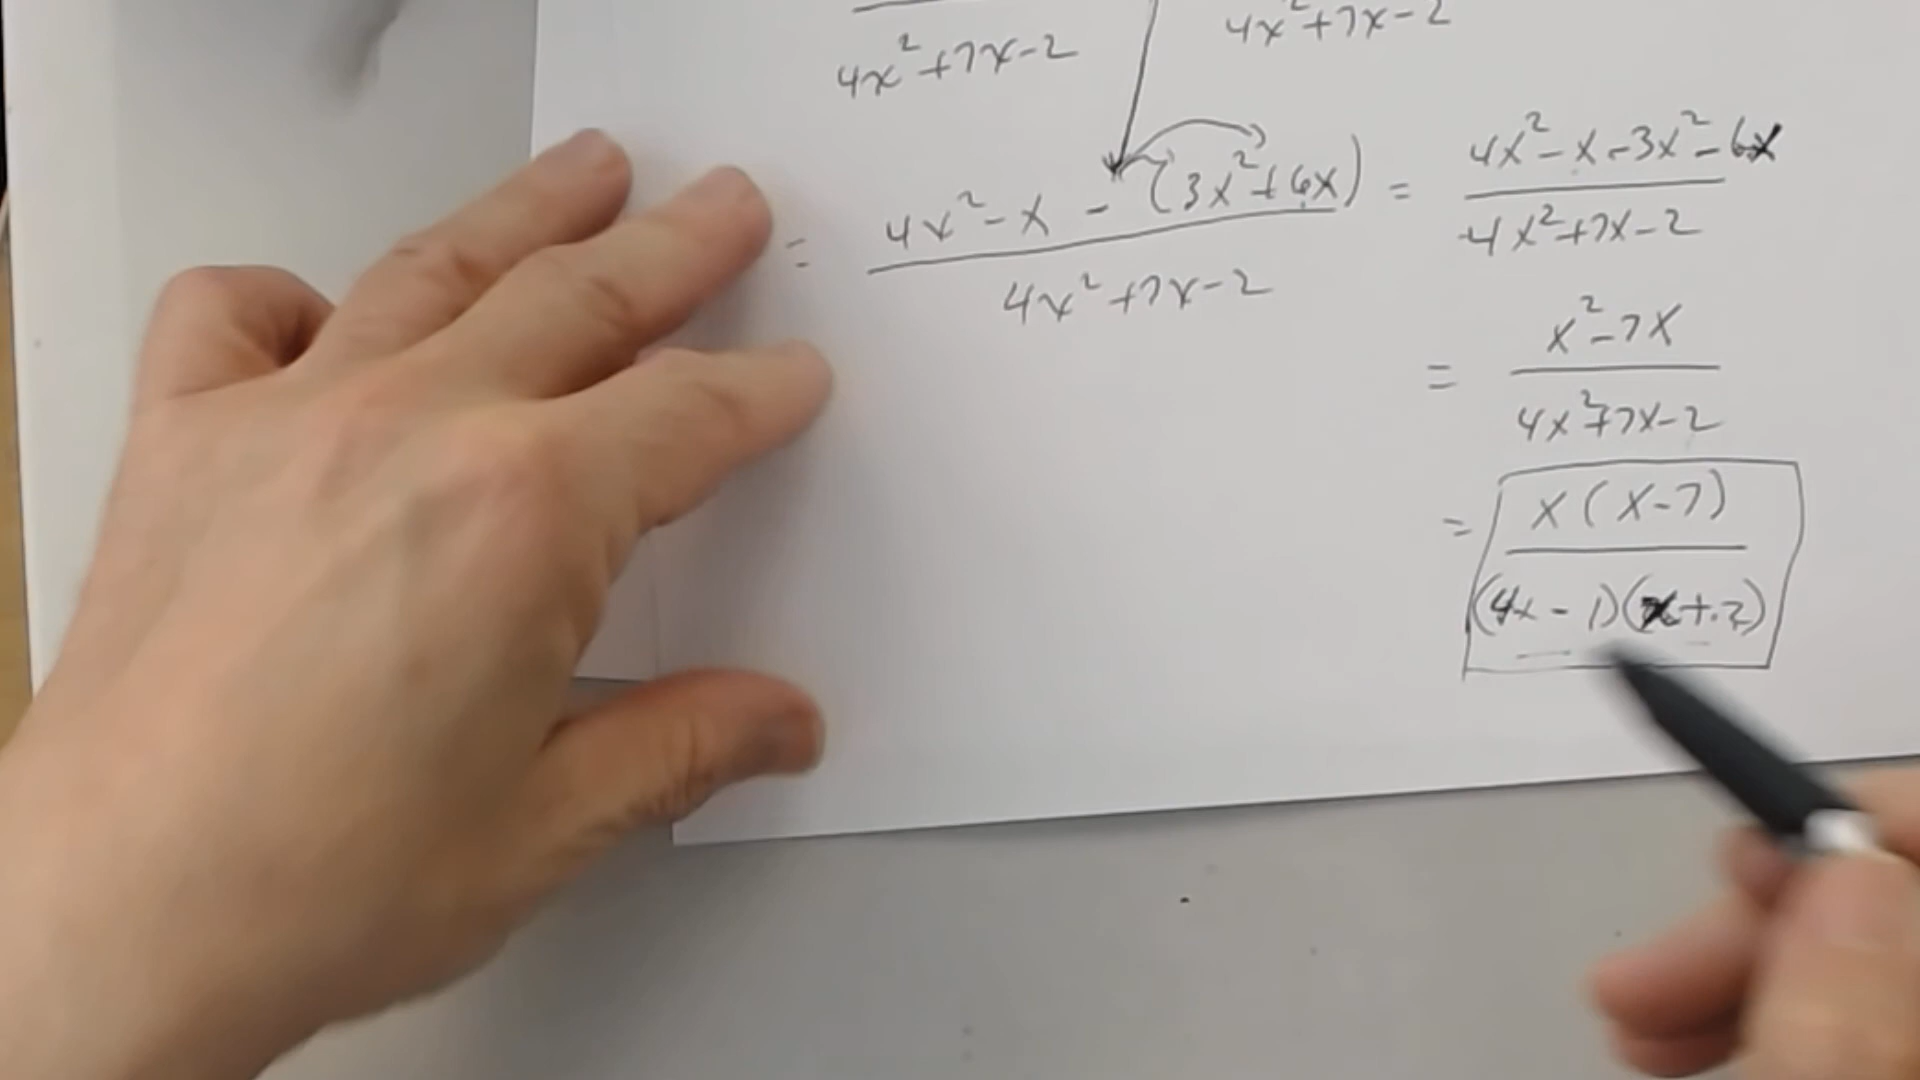 4x²+7x-2
4x²+7x-2
= 4x²-x-(3x²+6x) = 4x²-x-3x²-6x
4x²+7x-2
4x²+7x-2
= x²-7x
4x²+7x-2
= x(x-7)
(4x-1)(x+2)